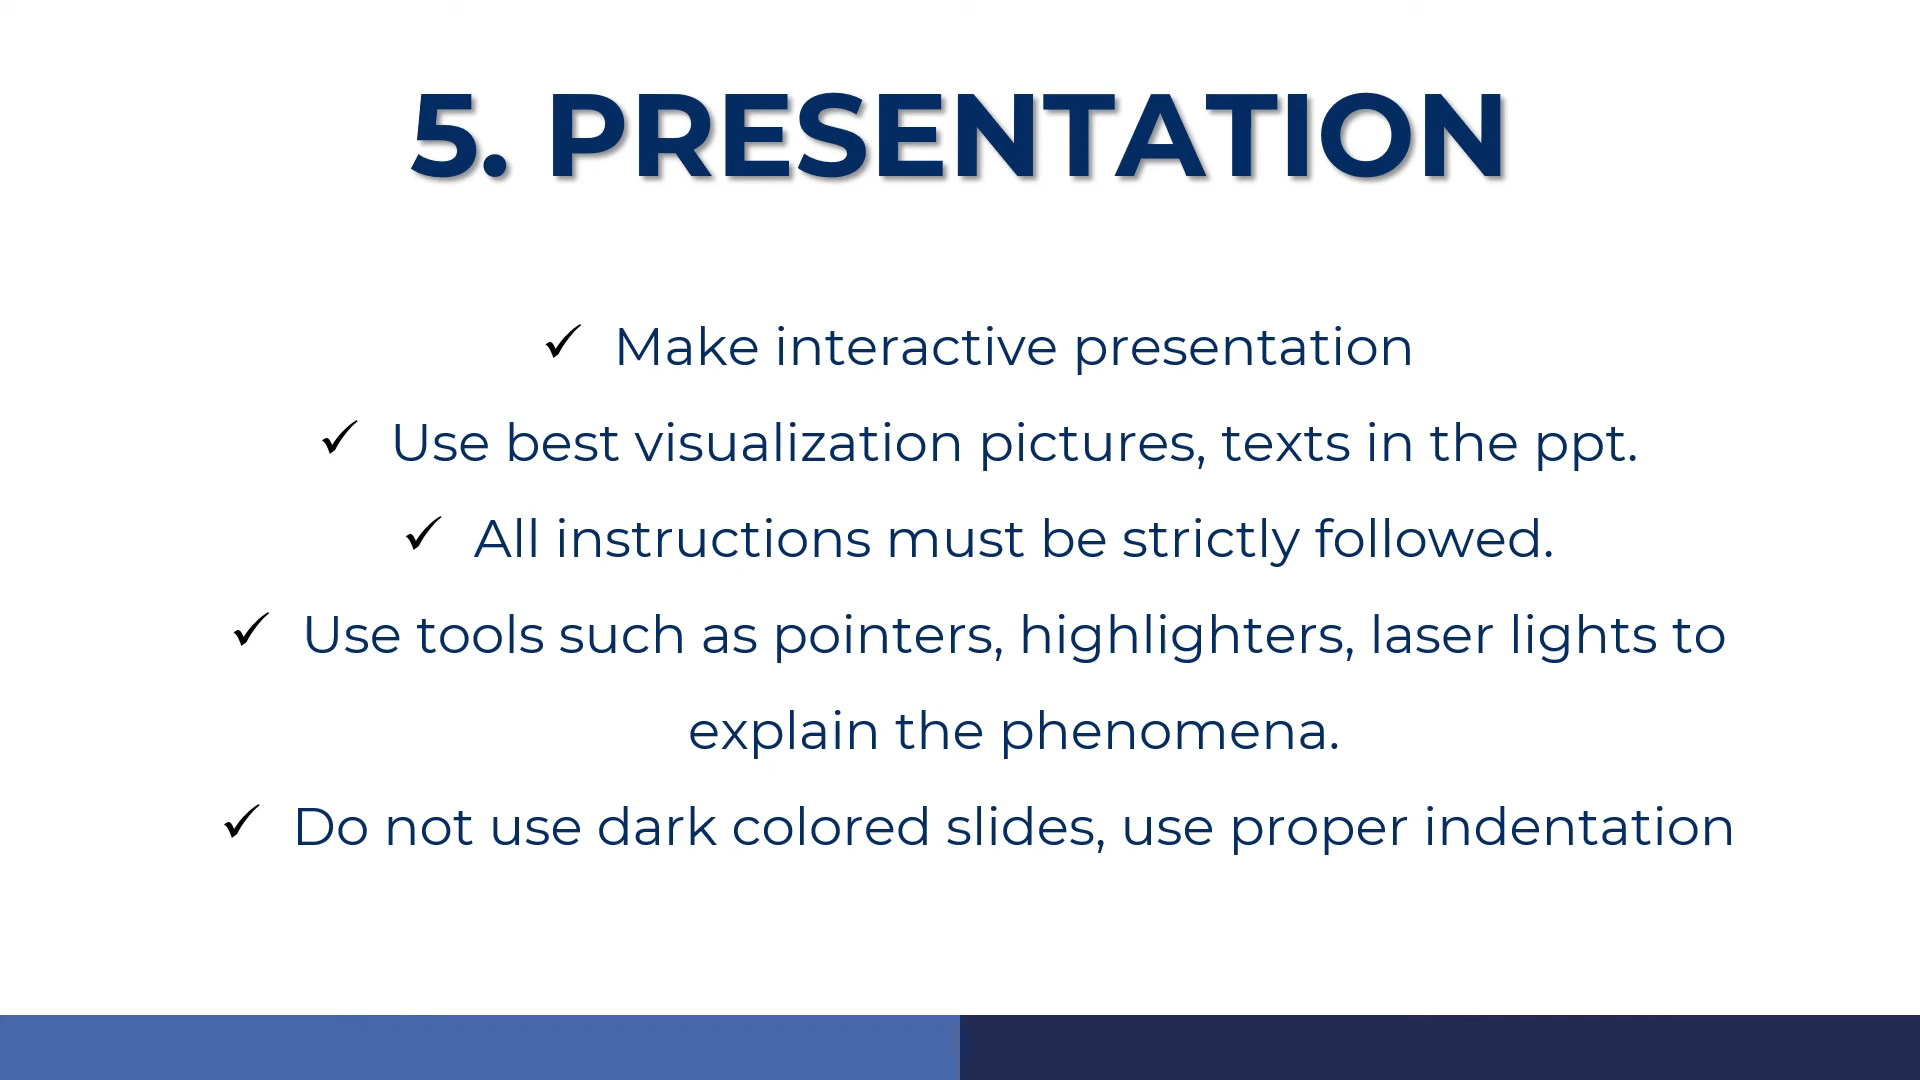 5. PRESENTATION
✓ Make interactive presentation
✓ Use best visualization pictures, texts in the ppt.
✓ All instructions must be strictly followed.
✓ Use tools such as pointers, highlighters, laser lights to
explain the phenomena.
✓ Do not use dark colored slides, use proper indentation